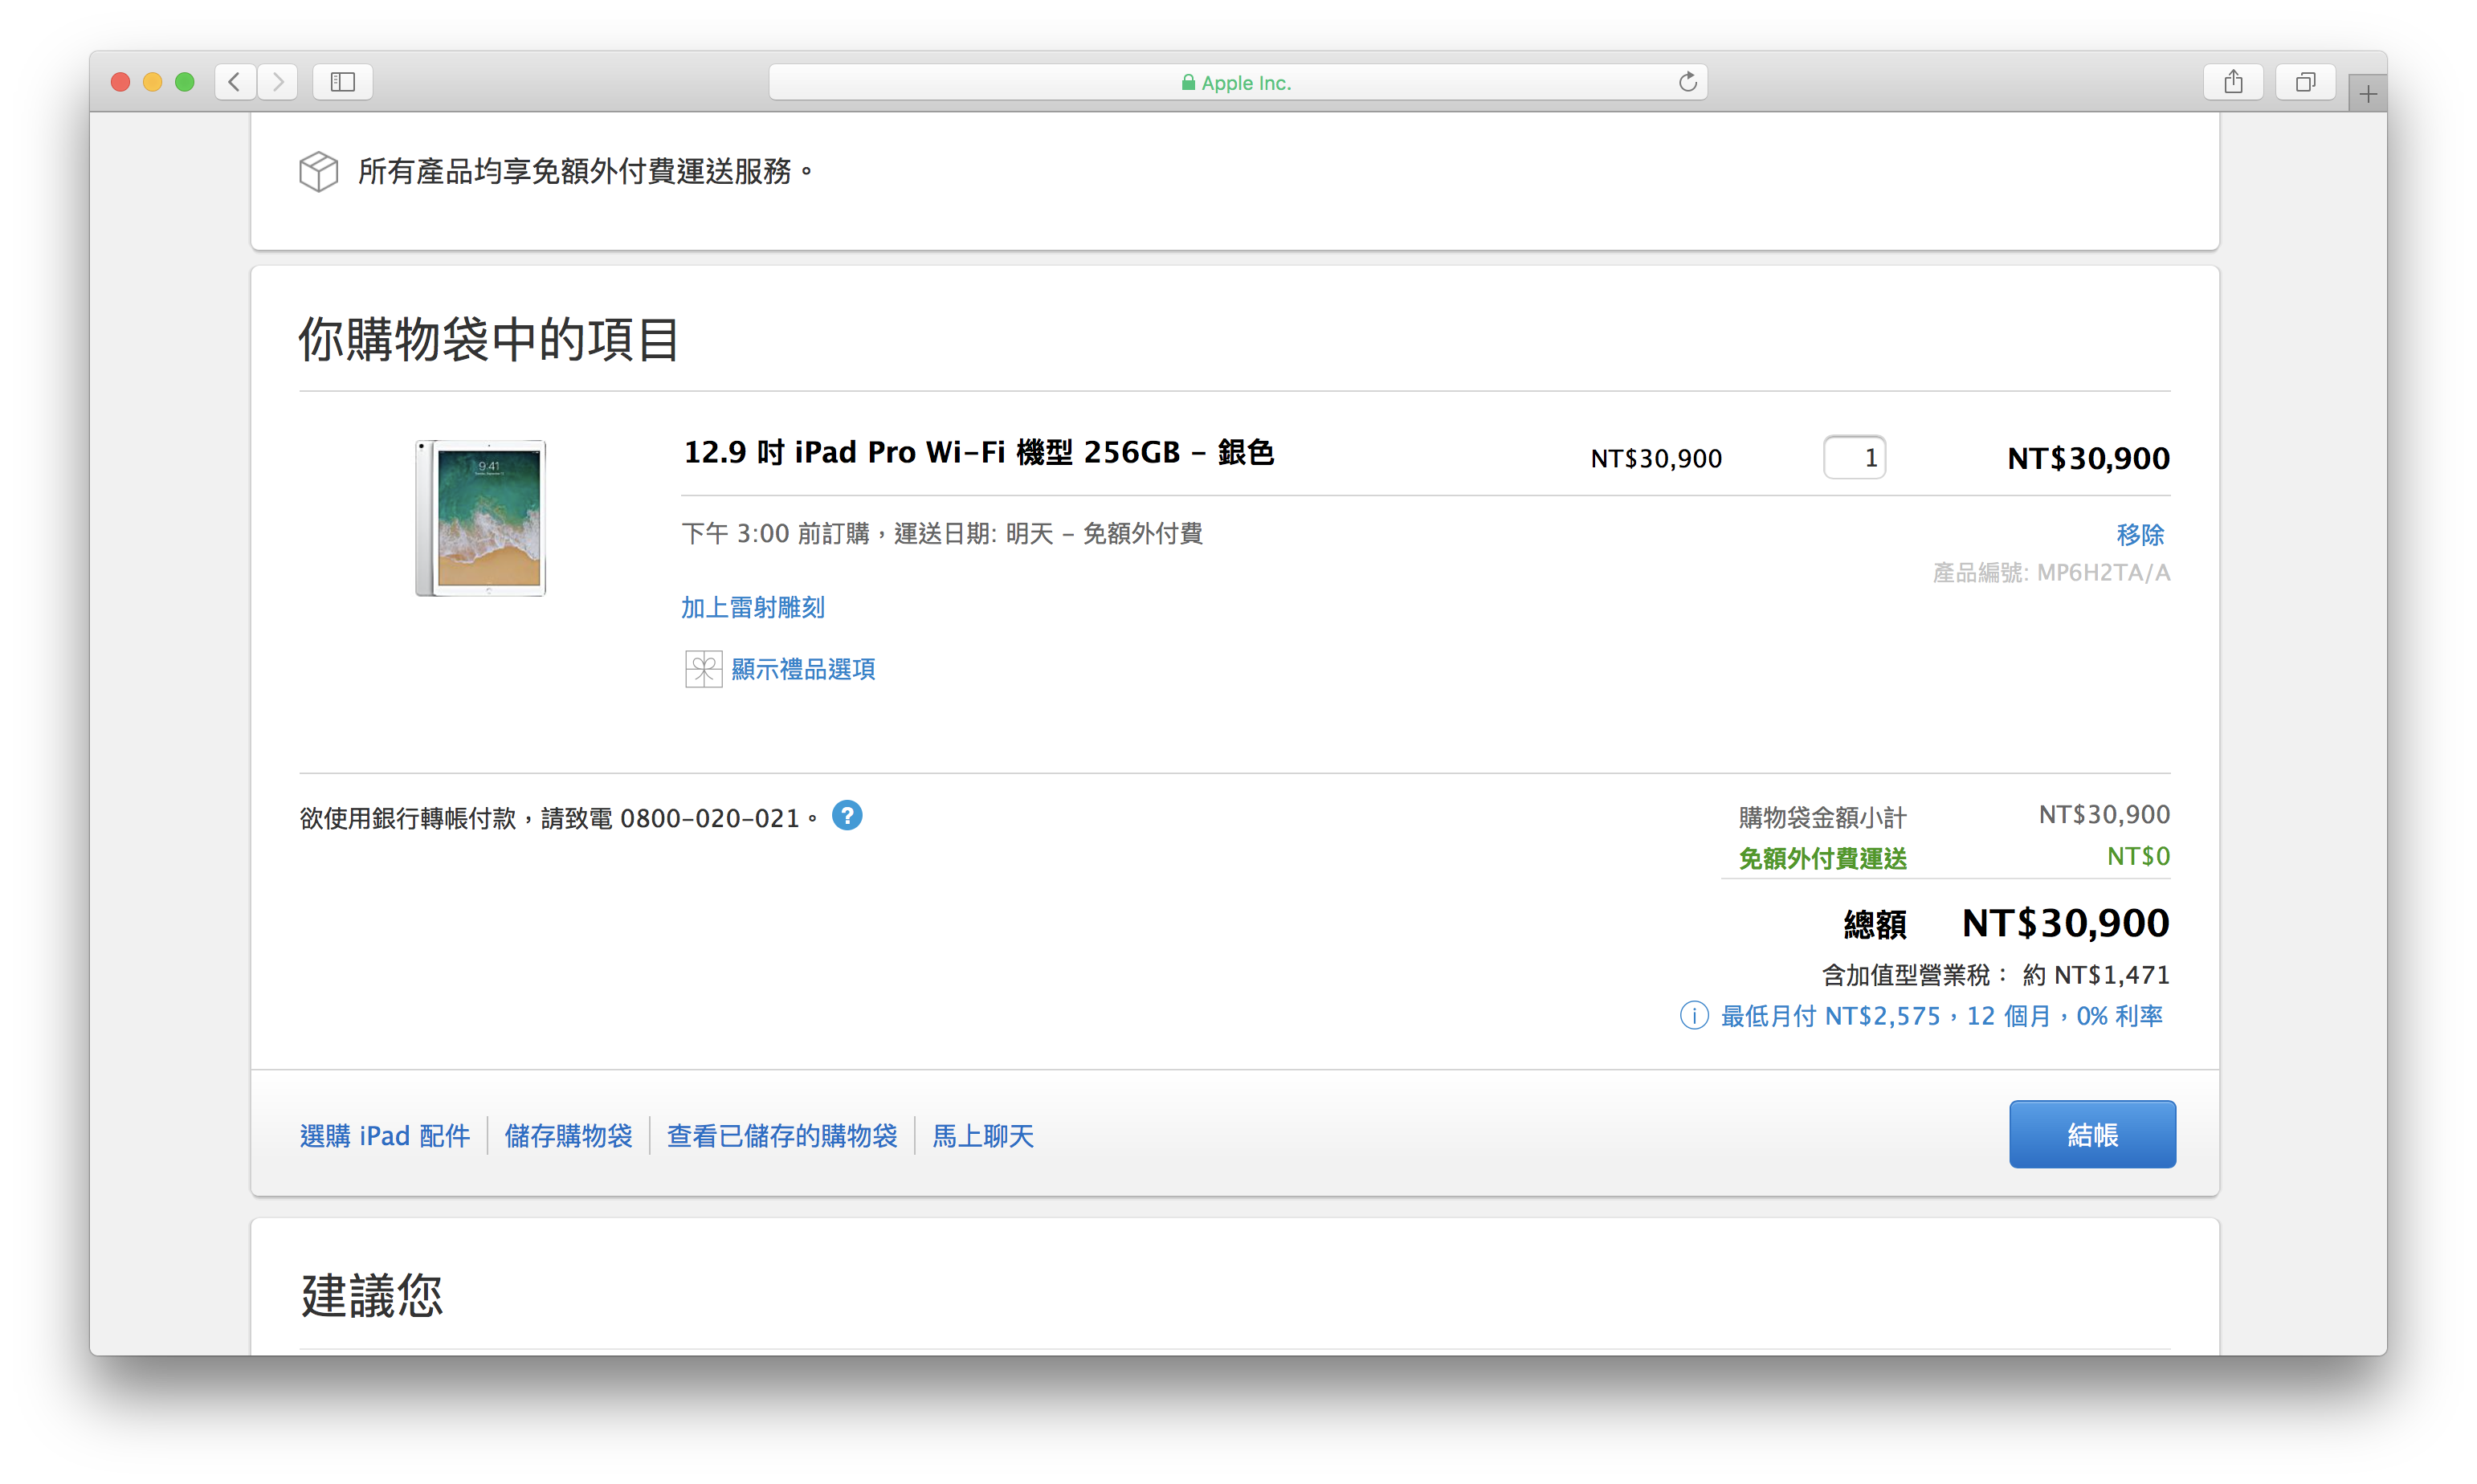 Apple Inc.
所有產品均享免額外付費運送服務。
你購物袋中的項目
12.9 吋 iPad Pro Wi-Fi 機型 256GB - 銀色
NT$30,900
1
NT$30,900
下午 3:00 前訂購，運送日期: 明天 – 免額外付費
移除
產品編號: MP6H2TA/A
加上雷射雕刻
顯示禮品選項
9:41
欲使用銀行轉帳付款，請致電 0800-020-021。
?
購物袋金額小計 NT$30,900
免額外付費運送 NT$0
總額 NT$30,900
含加值型營業稅： 約 NT$1,471
最低月付 NT$2,575，12 個月，0% 利率
選購 iPad 配件
儲存購物袋
查看已儲存的購物袋
馬上聊天
結帳
建議您